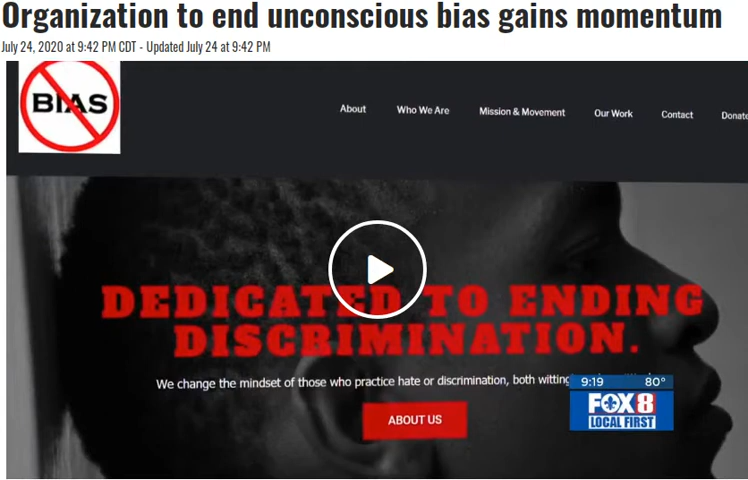 Organization to end unconscious bias gains momentum
July 24, 2020 at 9:42 PM CDT - Updated July 24 at 9:42 PM
BIAS
About Who We Are Mission & Movement Our Work Contact Donate
DEDICATED TO ENDING
DISCRIMINATION.
We change the mindset of those who practice hate or discrimination, both witting
9:19 80°
ABOUT US
FOX 8
LOCAL FIRST